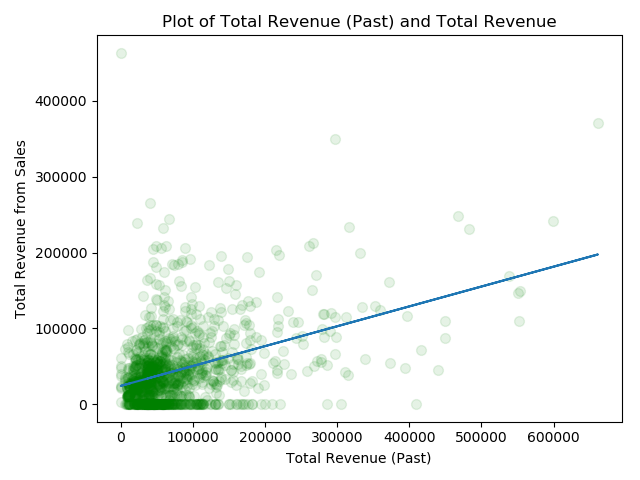 Plot of Total Revenue (Past) and Total Revenue
Total Revenue from Sales
400000
300000
200000
100000
0
0 100000 200000 300000 400000 500000 600000
Total Revenue (Past)